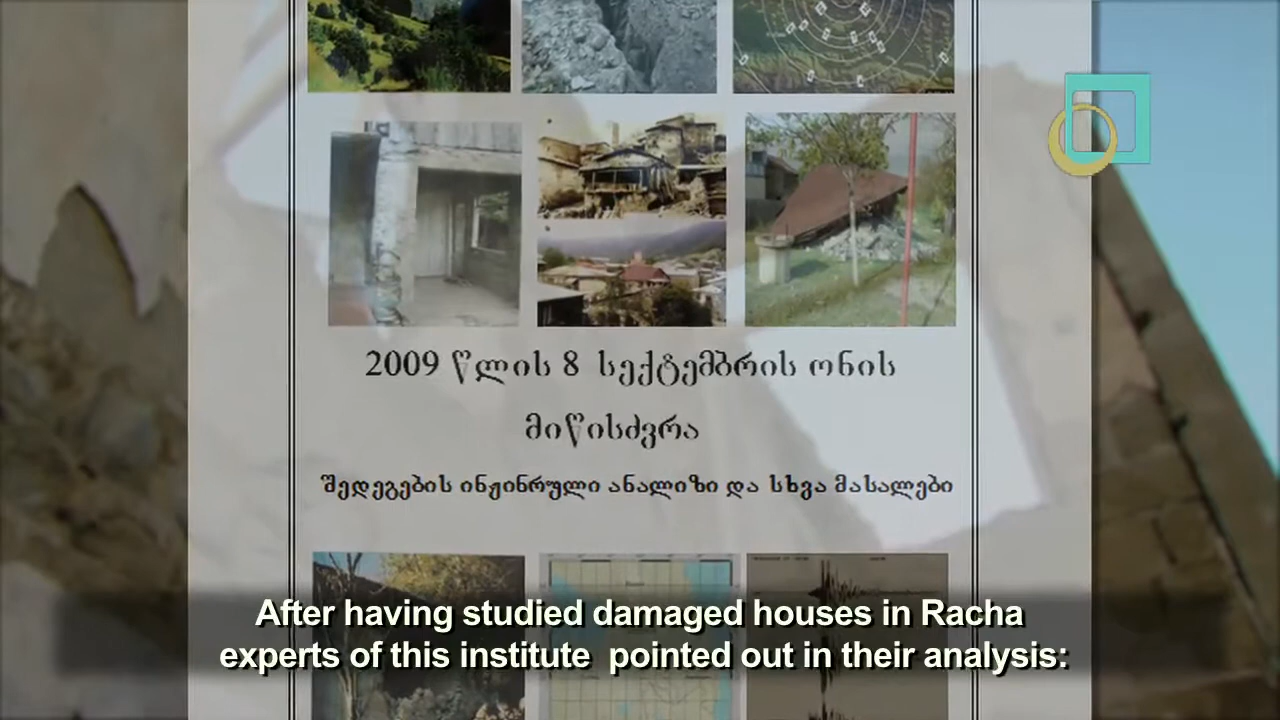 2009 წლის 8 სექტემბრის ონის
მიწისძვრა
შედეგების ინჟინრული ანალიზი და სხვა მასალები
After having studied damaged houses in Racha
experts of this institute pointed out in their analysis: